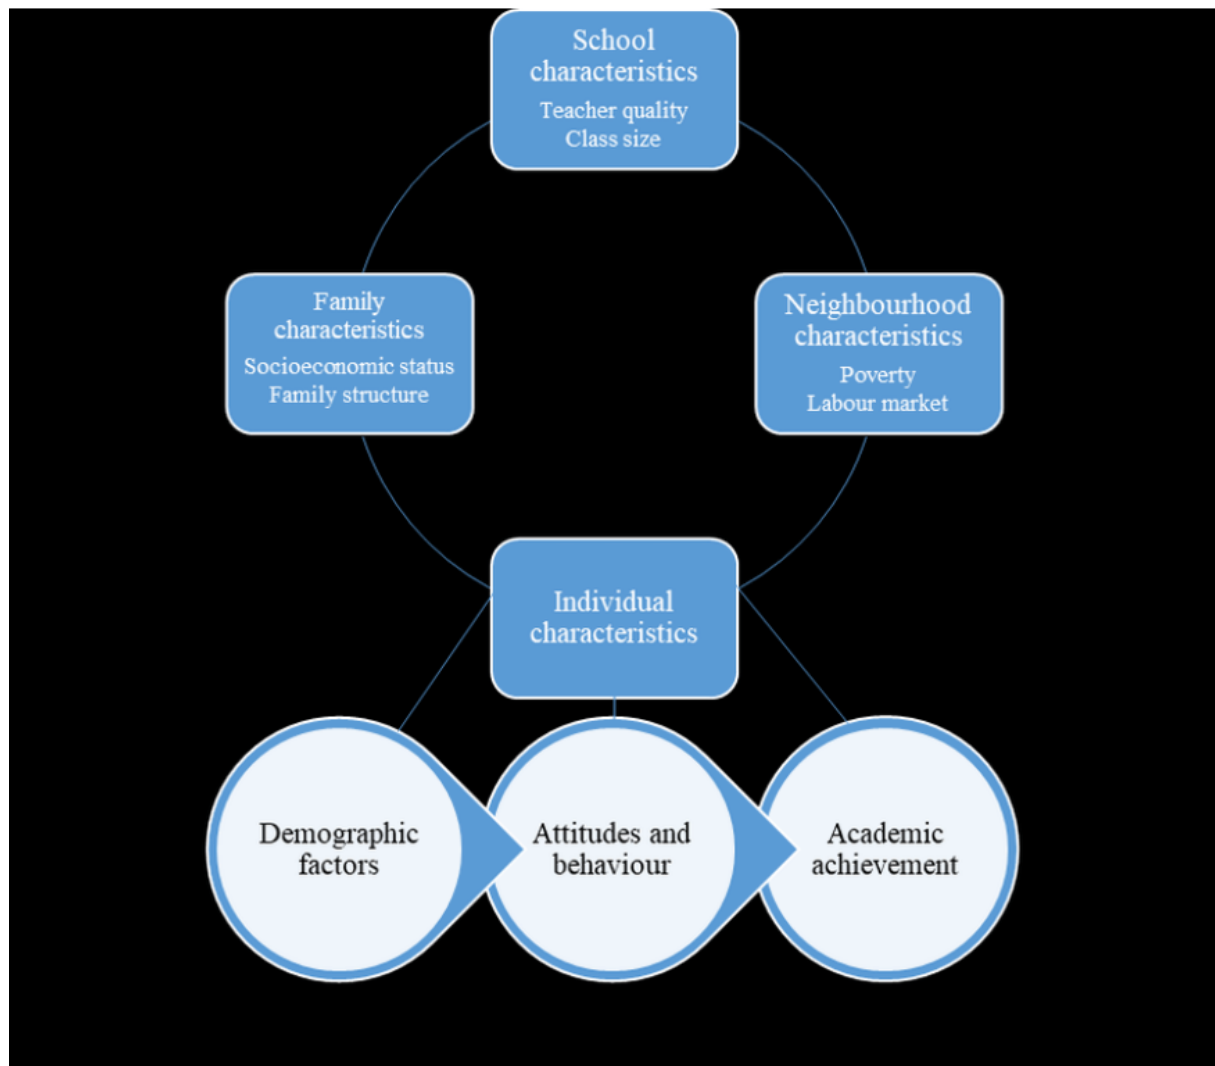 School
characteristics
Teacher quality
Class size
Family
characteristics
Socioeconomic status
Family structure
Neighbourhood
characteristics
Poverty
Labour market
Individual
characteristics
Demographic
factors
Attitudes and
behaviour
Academic
achievement